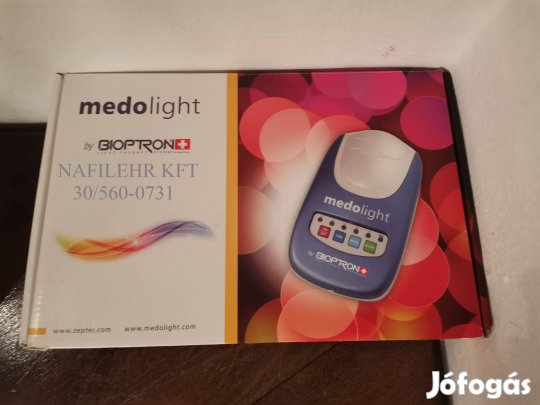 medolight
by BIOPTRON
NAFILEHR KFT
30/560-0731
www.zepter.com www.medolight.com
medolight
by BIOPTRON
Jófogás